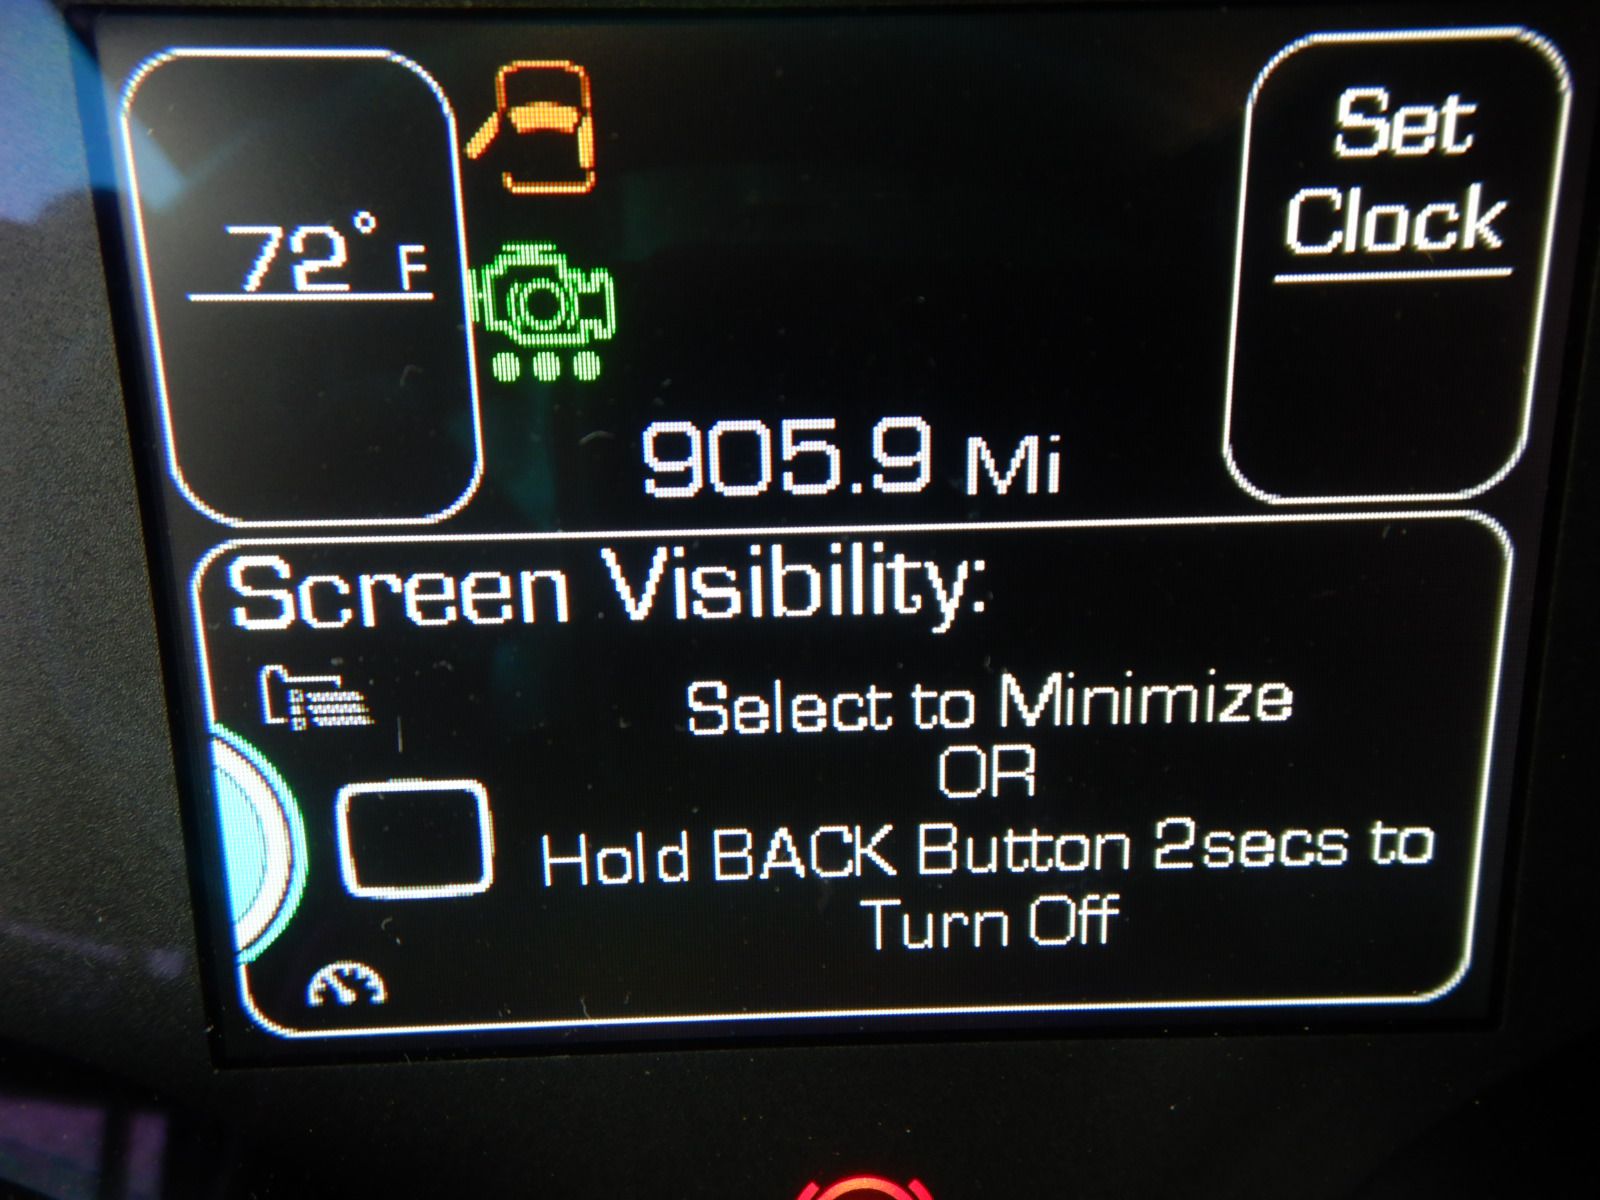 72° F
Set
Clock
905.9 Mi
Screen Visibility:
Select to Minimize
OR
Hold BACK Button 2secs to
Turn Off